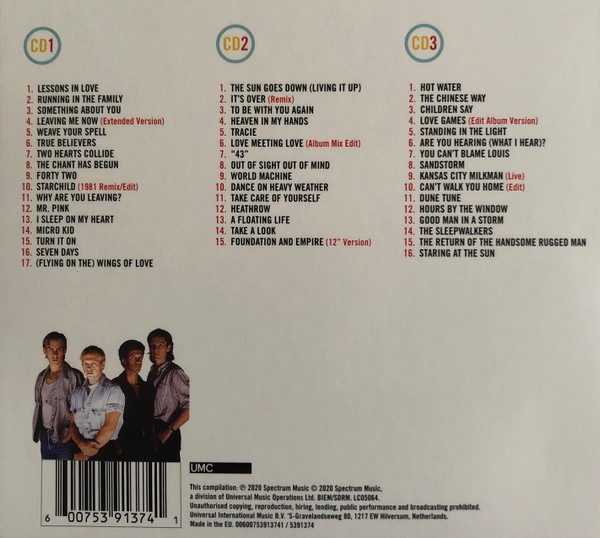 CD1
1. LESSONS IN LOVE
2. RUNNING IN THE FAMILY
3. SOMETHING ABOUT YOU
4. LEAVING ME NOW (Extended Version)
5. WEAVE YOUR SPELL
6. TRUE BELIEVERS
7. TWO HEARTS COLLIDE
8. THE CHANT HAS BEGUN
9. FORTY TWO
10. STARCHILD (1981 Remix/Edit)
11. WHY ARE YOU LEAVING?
12. MR. PINK
13. I SLEEP ON MY HEART
14. MICRO KID
15. TURN IT ON
16. SEVEN DAYS
17. (FLYING ON THE) WINGS OF LOVE
CD2
1. THE SUN GOES DOWN (LIVING IT UP)
2. IT'S OVER (Remix)
3. TO BE WITH YOU AGAIN
4. HEAVEN IN MY HANDS
5. TRACIE
6. LOVE MEETING LOVE (Album Mix Edit)
7. "43"
8. OUT OF SIGHT OUT OF MIND
9. WORLD MACHINE
10. DANCE ON HEAVY WEATHER
11. TAKE CARE OF YOURSELF
12. HEATHROW
13. A FLOATING LIFE
14. TAKE A LOOK
15. FOUNDATION AND EMPIRE (12" Version)
CD3
1. HOT WATER
2. THE CHINESE WAY
3. CHILDREN SAY
4. LOVE GAMES (Edit Album Version)
5. STANDING IN THE LIGHT
6. ARE YOU HEARING (WHAT I HEAR)?
7. YOU CAN'T BLAME LOUIS
8. SANDSTORM
9. KANSAS CITY MILKMAN (Live)
10. CAN'T WALK YOU HOME (Edit)
11. DUNE TUNE
12. HOURS BY THE WINDOW
13. GOOD MAN IN A STORM
14. THE SLEEPWALKERS
15. THE RETURN OF THE HANDSOME RUGGED MAN
16. STARING AT THE SUN
6 00753 91374 1
UMC
This compilation: ℗ 2020 Spectrum Music © 2020 Spectrum Music,
a division of Universal Music Operations Ltd. BIEM/SDRM. LC05064.
Unauthorised copying, reproduction, hiring, lending, public performance and broadcasting prohibited.
Universal International Music B.V. 'S-Gravelandseweg 80, 1217 EW Hilversum, Netherlands.
Made in the EU. 00600753913741 / 5391374